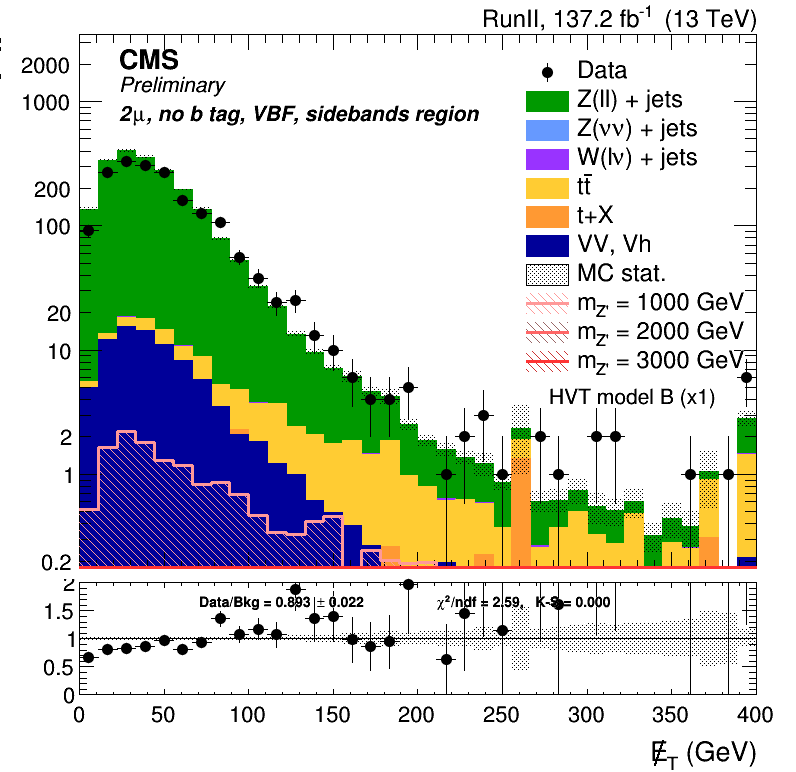 RunII, 137.2 fb⁻¹ (13 TeV)
CMS
Preliminary
2μ, no b tag, VBF, sidebands region
Data
Z(ll) + jets
Z(νν) + jets
W(lν) + jets
tt̄
t+X
VV, Vh
MC stat.
m_Z' = 1000 GeV
m_Z' = 2000 GeV
m_Z' = 3000 GeV
HVT model B (x1)
2000
1000
200
100
20
10
2
1
0.2
Data/Bkg = 0.893 ± 0.022
χ²/ndf = 2.59, K-S = 0.000
2
1.5
1
0.5
0
0 50 100 150 200 250 300 350 400
E̸_T (GeV)